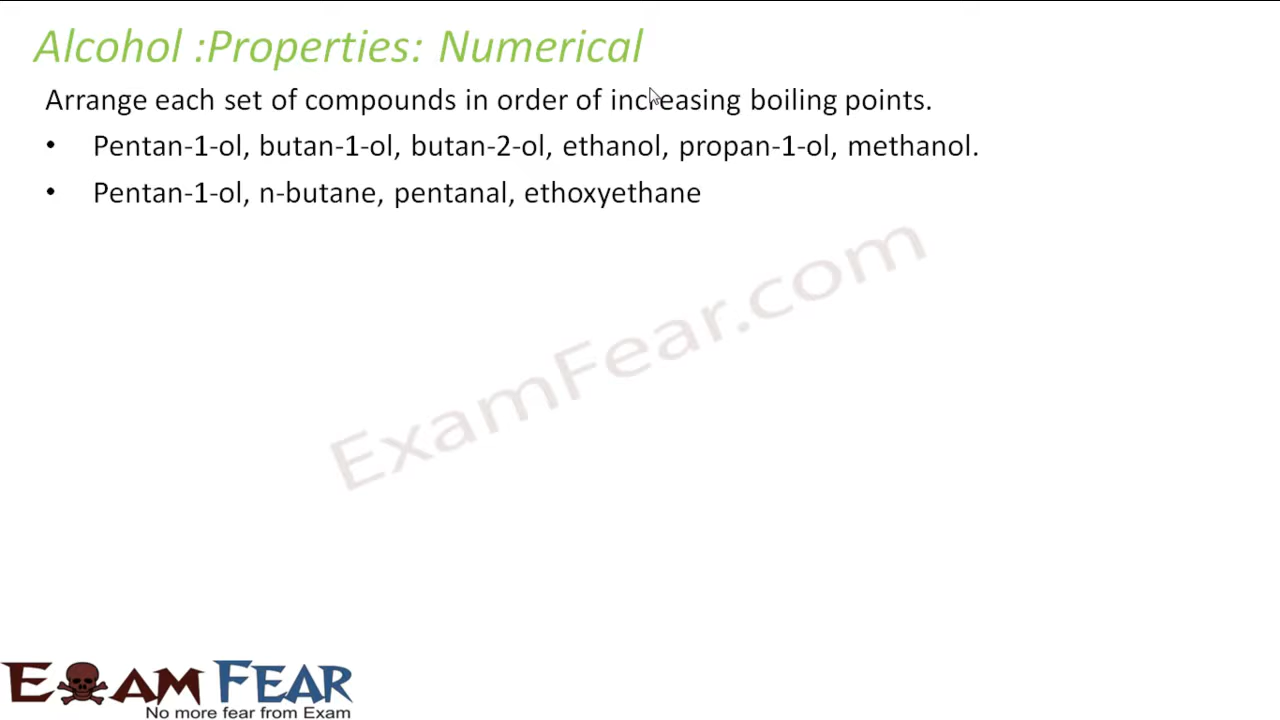 Alcohol :Properties: Numerical
Arrange each set of compounds in order of increasing boiling points.
• Pentan-1-ol, butan-1-ol, butan-2-ol, ethanol, propan-1-ol, methanol.
• Pentan-1-ol, n-butane, pentanal, ethoxyethane
ExamFear.com
EXAM FEAR
No more fear from Exam